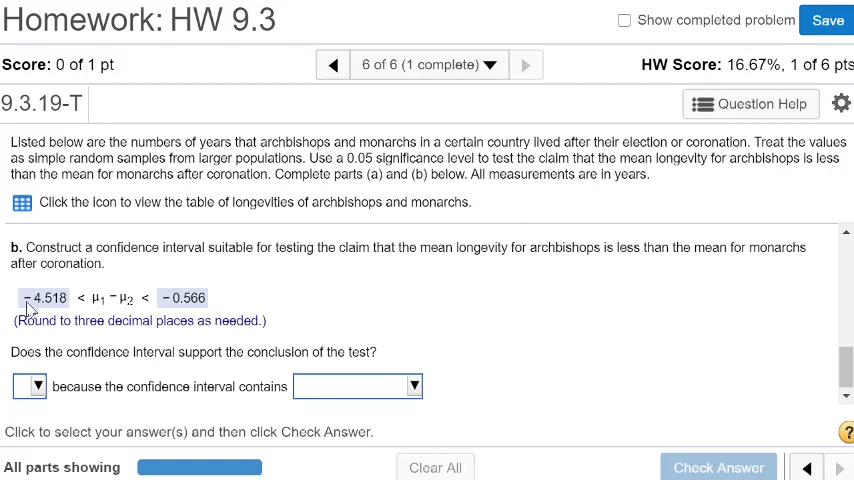 Homework: HW 9.3
Show completed problem
Save
Score: 0 of 1 pt
6 of 6 (1 complete)
HW Score: 16.67%, 1 of 6 pts
9.3.19-T
Question Help
Listed below are the numbers of years that archbishops and monarchs in a certain country lived after their election or coronation. Treat the values
as simple random samples from larger populations. Use a 0.05 significance level to test the claim that the mean longevity for archbishops is less
than the mean for monarchs after coronation. Complete parts (a) and (b) below. All measurements are in years.
Click the icon to view the table of longevities of archbishops and monarchs.
b. Construct a confidence interval suitable for testing the claim that the mean longevity for archbishops is less than the mean for monarchs
after coronation.
−4.518 < μ1 − μ2 < −0.566
(Round to three decimal places as needed.)
Does the confidence interval support the conclusion of the test?
because the confidence interval contains
Click to select your answer(s) and then click Check Answer.
?
All parts showing
Clear All
Check Answer